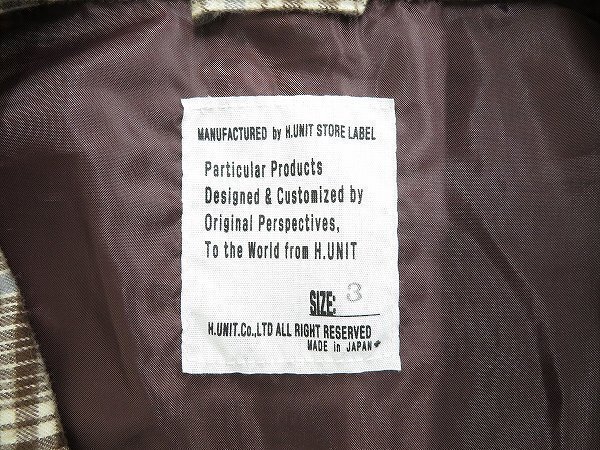 MANUFACTURED by H.UNIT STORE LABEL
Particular Products
Designed & Customized by
Original Perspectives,
To the World from H.UNIT
SIZE: 3
H.UNIT.Co.,LTD ALL RIGHT RESERVED
MADE in JAPAN